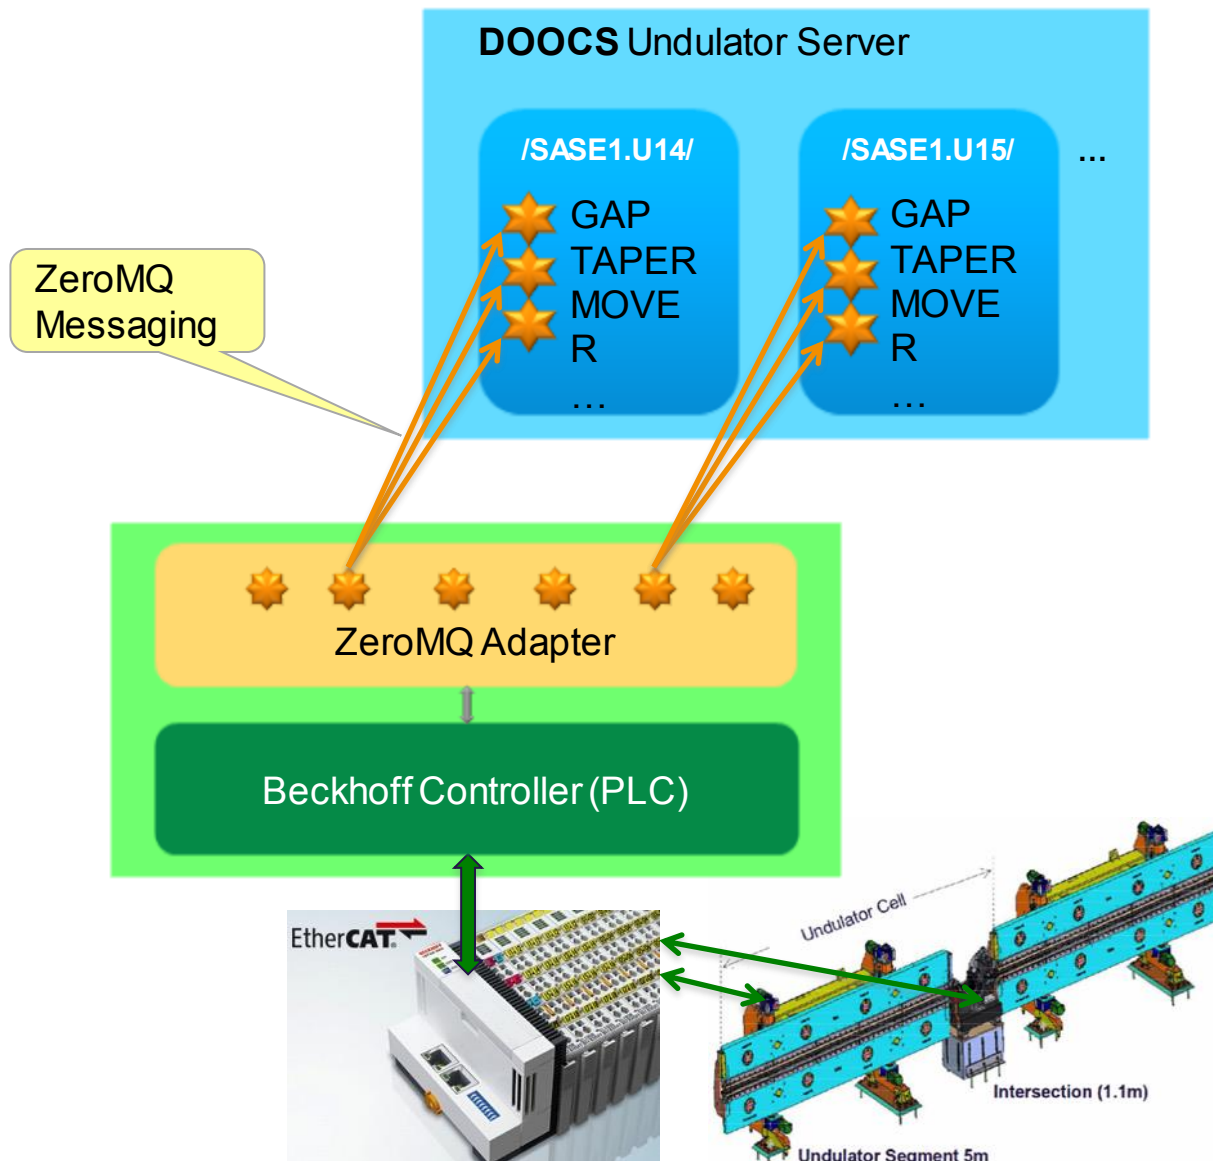 DOOCS Undulator Server
/SASE1.U14/
GAP
TAPER
MOVE
R
...
/SASE1.U15/
GAP
TAPER
MOVE
R
...
...
ZeroMQ
Messaging
ZeroMQ Adapter
Beckhoff Controller (PLC)
EtherCAT®
Undulator Cell
Intersection (1.1m)
Undulator Segment 5m